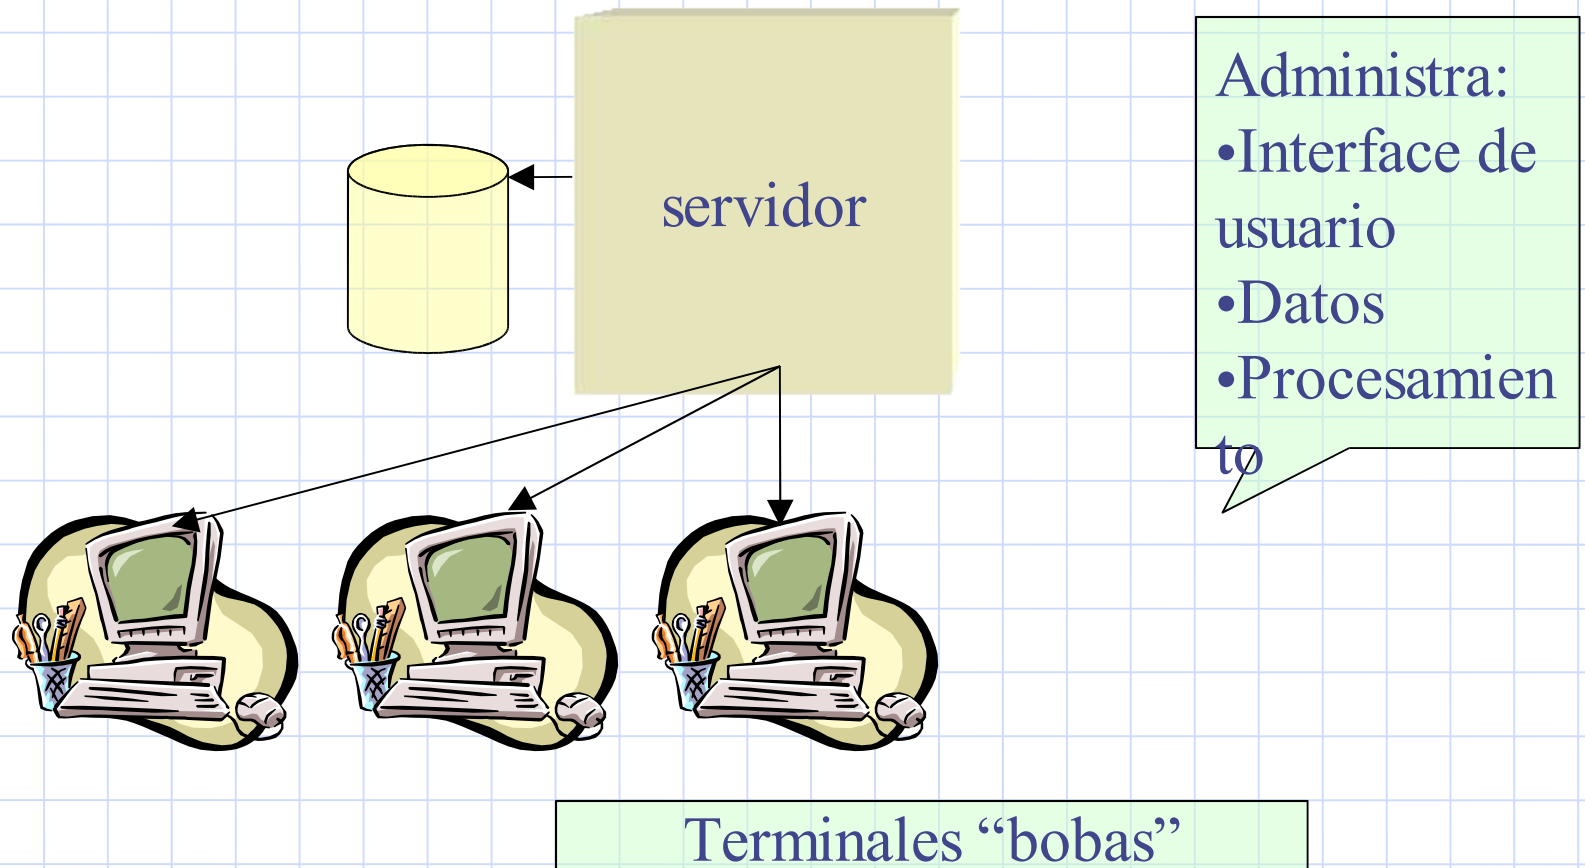 servidor
Administra:
•Interface de
usuario
•Datos
•Procesamien
to
Terminales “bobas”